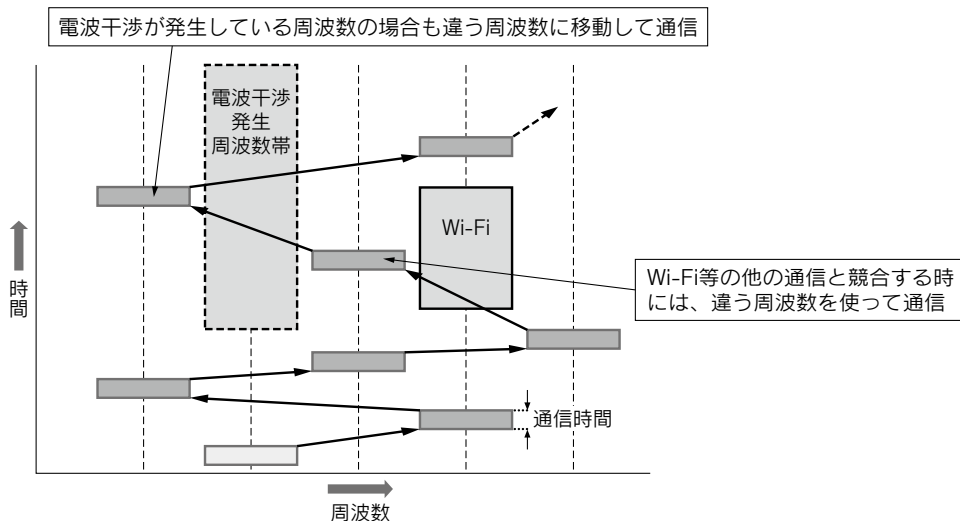 電波干渉が発生している周波数の場合も違う周波数に移動して通信
電波干渉
発生
周波数帯
Wi-Fi
Wi-Fi等の他の通信と競合する時
には、違う周波数を使って通信
時間
通信時間
周波数